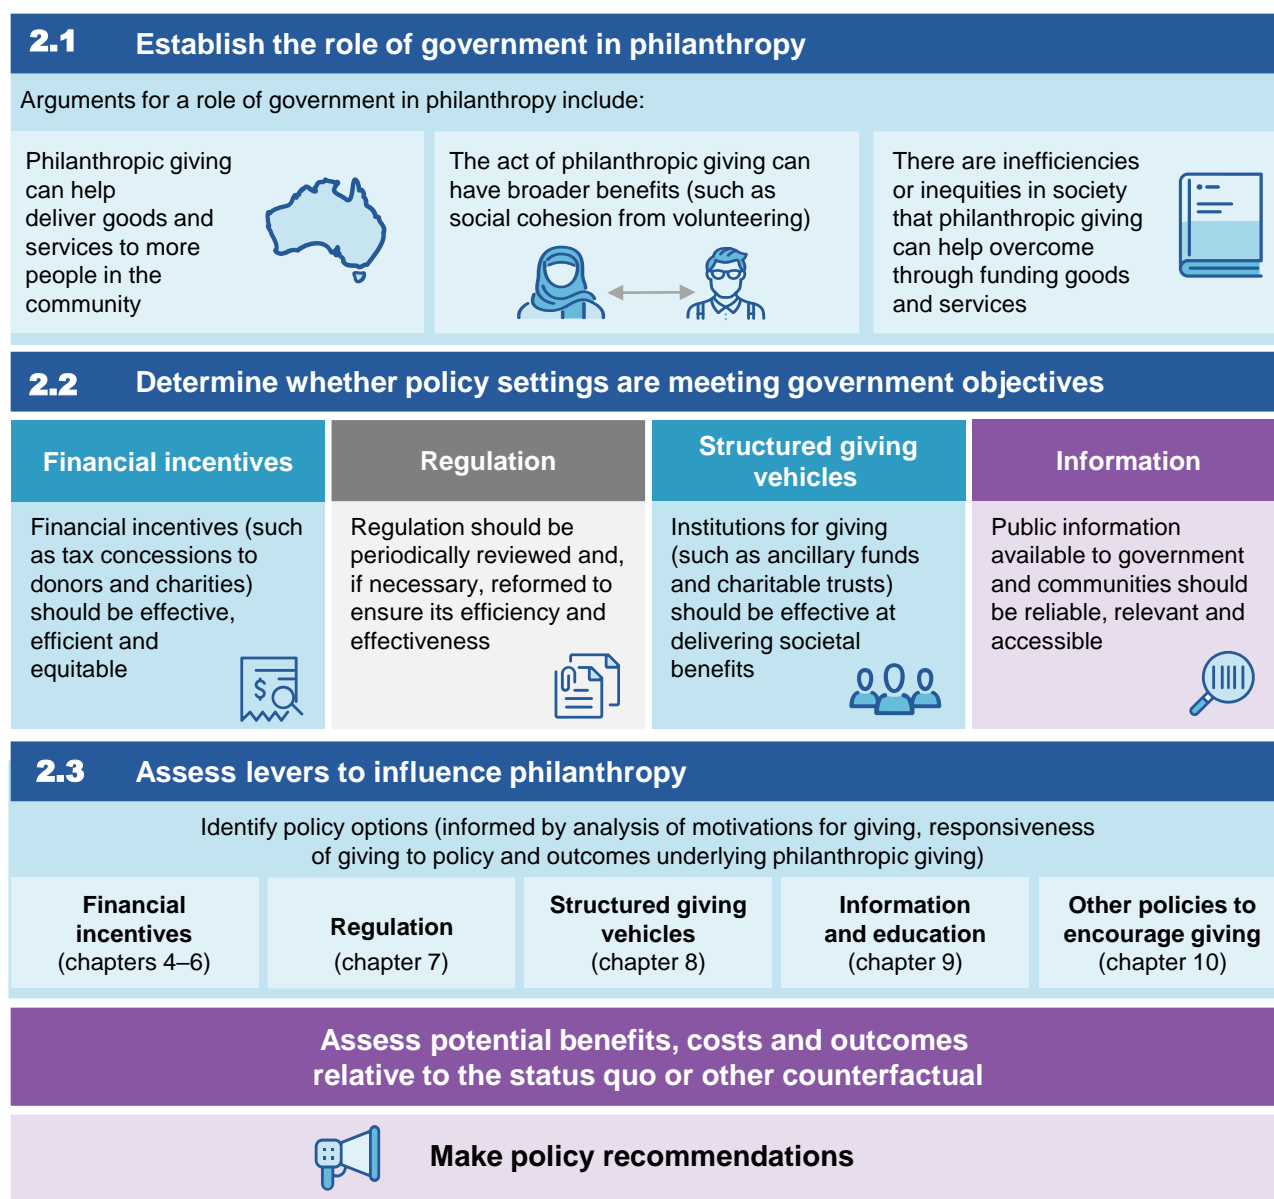 2.1 Establish the role of government in philanthropy
Arguments for a role of government in philanthropy include:
Philanthropic giving
can help
deliver goods and
services to more
people in the
community
The act of philanthropic giving can
have broader benefits (such as
social cohesion from volunteering)
There are inefficiencies
or inequities in society
that philanthropic giving
can help overcome
through funding goods
and services
2.2 Determine whether policy settings are meeting government objectives
Financial incentives
Financial incentives (such
as tax concessions to
donors and charities)
should be effective,
efficient and
equitable
$
Regulation
Regulation should be
periodically reviewed and,
if necessary, reformed to
ensure its efficiency and
effectiveness
Structured giving
vehicles
Institutions for giving
(such as ancillary funds
and charitable trusts)
should be effective at
delivering societal
benefits
Information
Public information
available to government
and communities should
be reliable, relevant and
accessible
2.3 Assess levers to influence philanthropy
Identify policy options (informed by analysis of motivations for giving, responsiveness
of giving to policy and outcomes underlying philanthropic giving)
Financial
incentives
(chapters 4–6)
Regulation
(chapter 7)
Structured giving
vehicles
(chapter 8)
Information
and education
(chapter 9)
Other policies to
encourage giving
(chapter 10)
Assess potential benefits, costs and outcomes
relative to the status quo or other counterfactual
Make policy recommendations